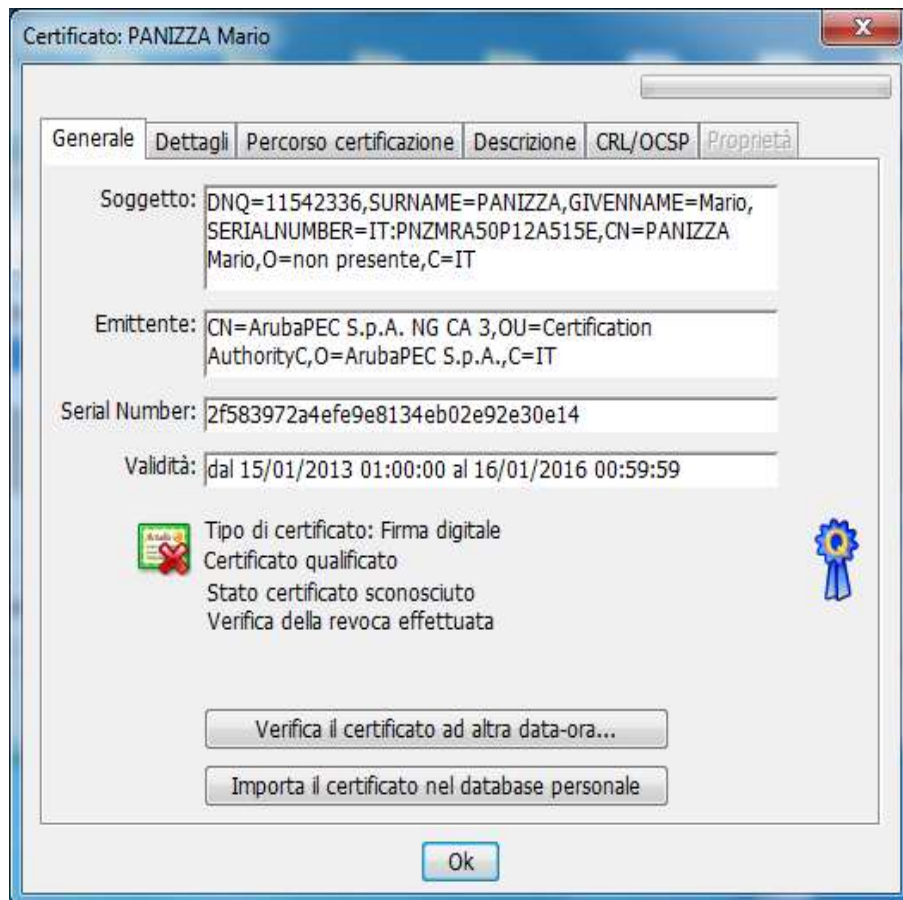 Certificato: PANIZZA Mario
Generale Dettagli Percorso certificazione Descrizione CRL/OCSP Proprietà
Soggetto: DNQ=11542336,SURNAME=PANIZZA,GIVENNAME=Mario,
SERIALNUMBER=IT:PNZMRA50P12A515E,CN=PANIZZA
Mario,O=non presente,C=IT
Emittente: CN=ArubaPEC S.p.A. NG CA 3,OU=Certification
AuthorityC,O=ArubaPEC S.p.A.,C=IT
Serial Number: 2f583972a4efe9e8134eb02e92e30e14
Validità: dal 15/01/2013 01:00:00 al 16/01/2016 00:59:59
Tipo di certificato: Firma digitale
Certificato qualificato
Stato certificato sconosciuto
Verifica della revoca effettuata
Verifica il certificato ad altra data-ora...
Importa il certificato nel database personale
Ok